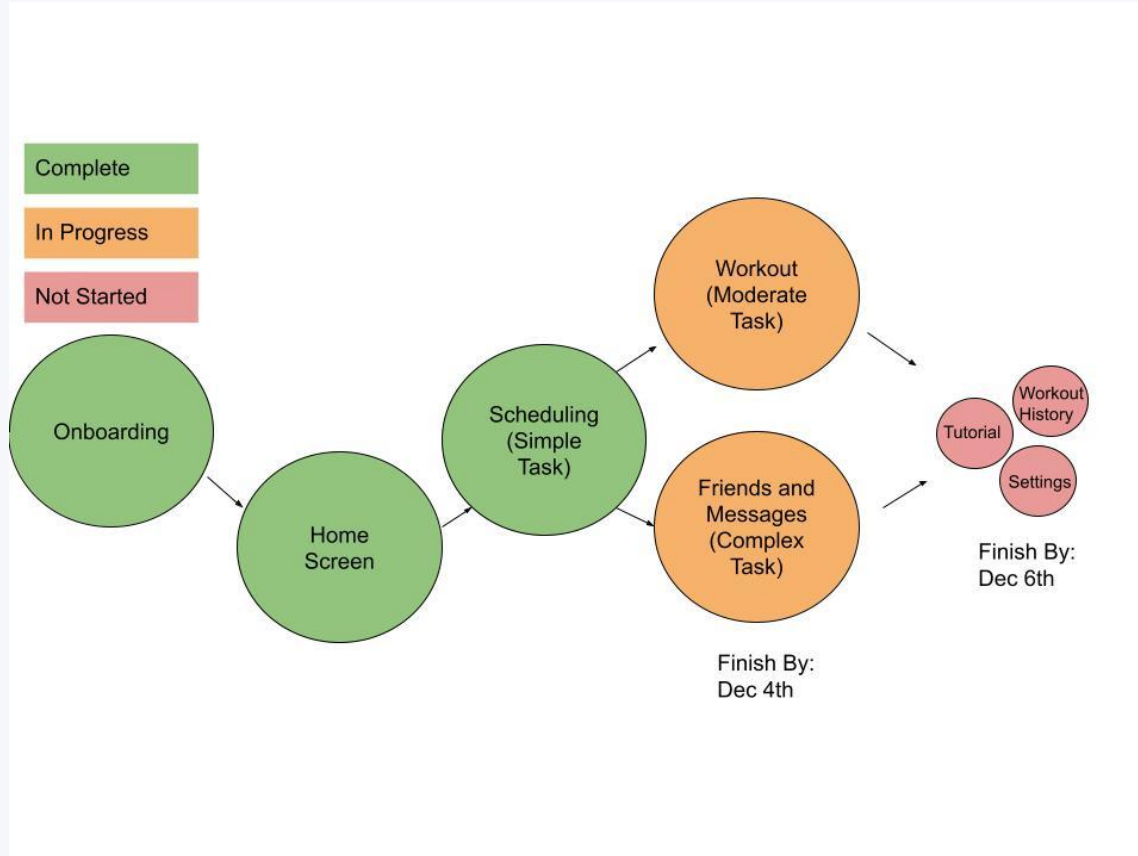 Complete
In Progress
Not Started
Onboarding
Home
Screen
Scheduling
(Simple
Task)
Workout
(Moderate
Task)
Friends and
Messages
(Complex
Task)
Finish By:
Dec 4th
Tutorial
Workout
History
Settings
Finish By:
Dec 6th